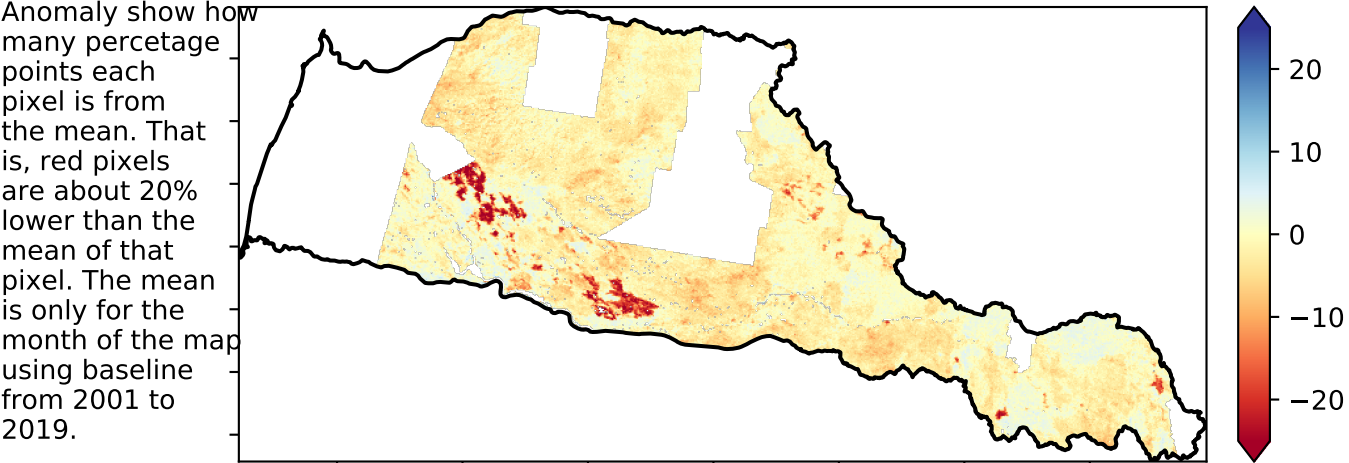 Anomaly show how
many percetage
points each
pixel is from
the mean. That
is, red pixels
are about 20%
lower than the
mean of that
pixel. The mean
is only for the
month of the map
using baseline
from 2001 to
2019.
20
10
0
−10
−20